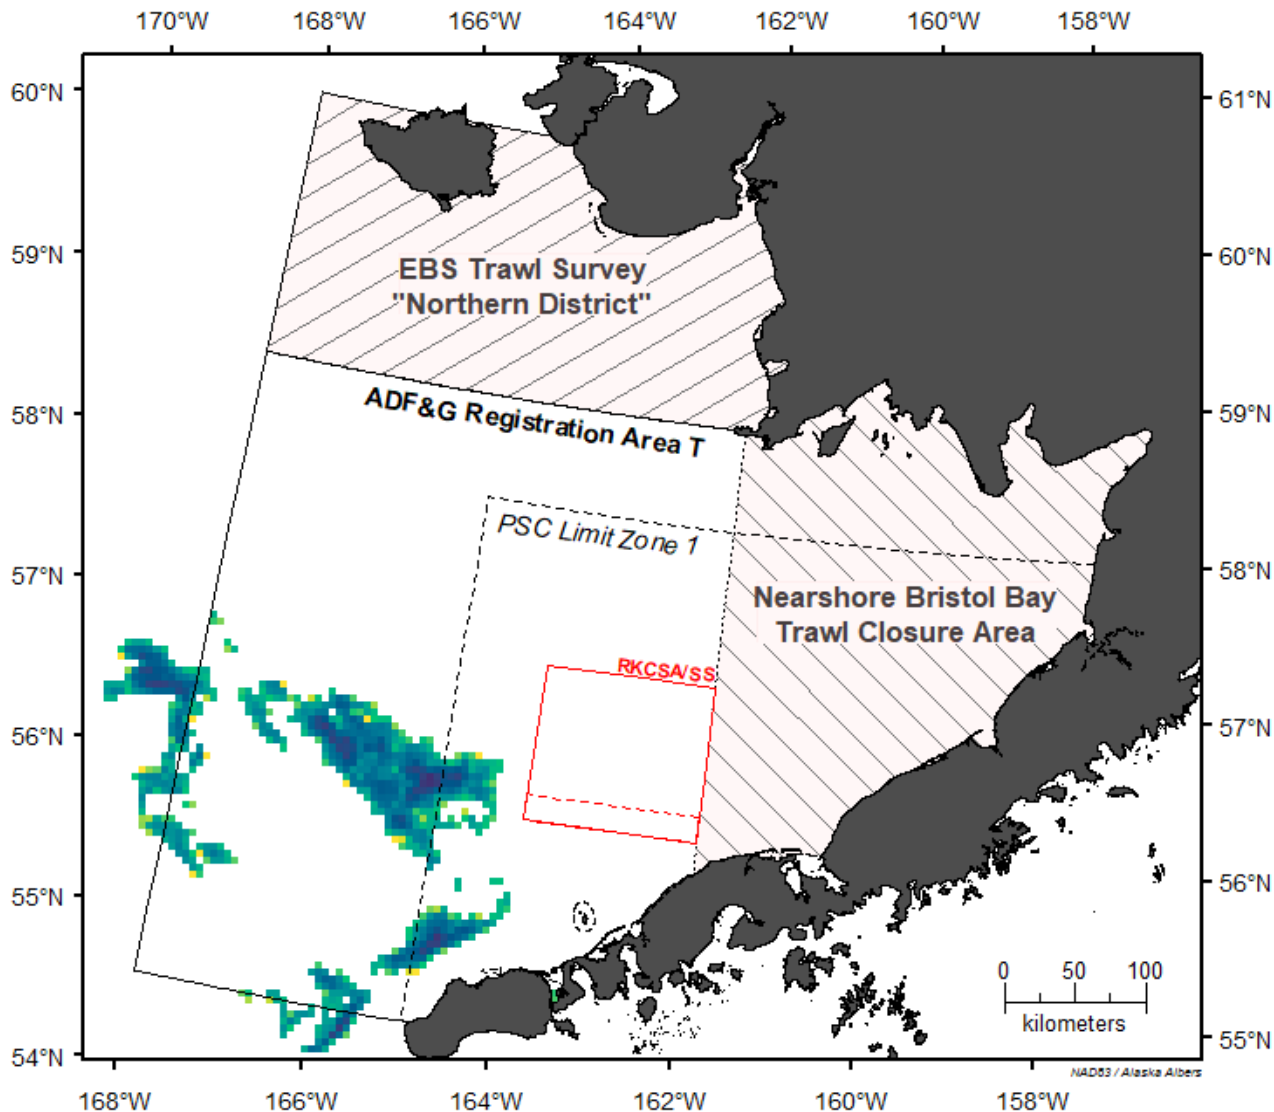 170°W 168°W 166°W 164°W 162°W 160°W 158°W
60°N
61°N
EBS Trawl Survey
"Northern District"
59°N
60°N
ADF&G Registration Area T
58°N
59°N
PSC Limit Zone 1
57°N
58°N
Nearshore Bristol Bay
Trawl Closure Area
RKCSA/SS
56°N
57°N
55°N
56°N
0 50 100
kilometers
54°N
55°N
NAD83 / Alaska Albers
168°W 166°W 164°W 162°W 160°W 158°W